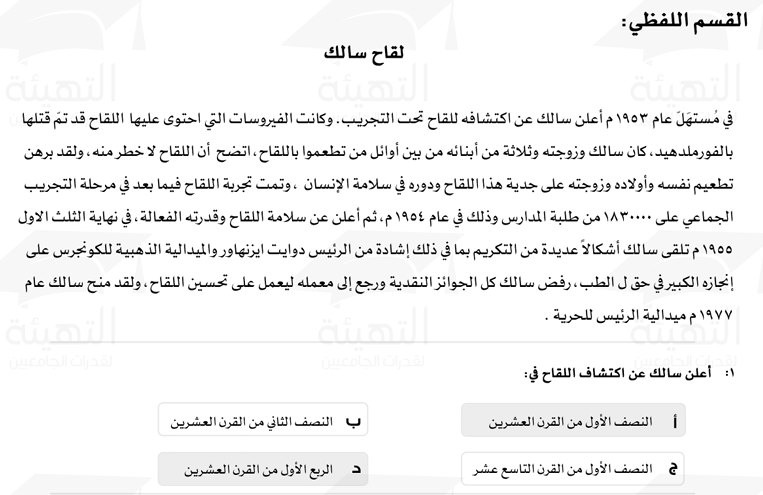 القسم اللفظي:
لقاح سالك
في مُستهَلّ عام ١٩٥٣ م أعلن سالك عن اكتشافه للقاح تحت التجريب. وكانت الفيروسات التي احتوى عليها اللقاح قد تمّ قتلها
بالفورملدهيد، كان سالك وزوجته وثلاثة من أبنائه من بين أوائل من تطعموا باللقاح، اتضح أن اللقاح لا خطر منه، ولقد برهن
تطعيم نفسه وأولاده وزوجته على جدية هذا اللقاح ودوره في سلامة الإنسان ، وتمت تجربة اللقاح فيما بعد في مرحلة التجريب
الجماعي على ١٨٣٠٠٠٠ من طلبة المدارس وذلك في عام ١٩٥٤ م، ثم أعلن عن سلامة اللقاح وقدرته الفعالة، في نهاية الثلث الاول
١٩٥٥ م تلقى سالك أشكالاً عديدة من التكريم بما في ذلك إشادة من الرئيس دوايت ايزنهاور والميدالية الذهبية للكونجرس على
إنجازه الكبير في حق ل الطب، رفض سالك كل الجوائز النقدية ورجع إلى معمله ليعمل على تحسين اللقاح، ولقد منح سالك عام
١٩٧٧ م ميدالية الرئيس للحرية .
١: أعلن سالك عن اكتشاف اللقاح في:
أ النصف الأول من القرن العشرين
ب النصف الثاني من القرن العشرين
ج النصف الأول من القرن التاسع عشر
د الربع الأول من القرن العشرين
التهيئة
لقدرات الجامعيين